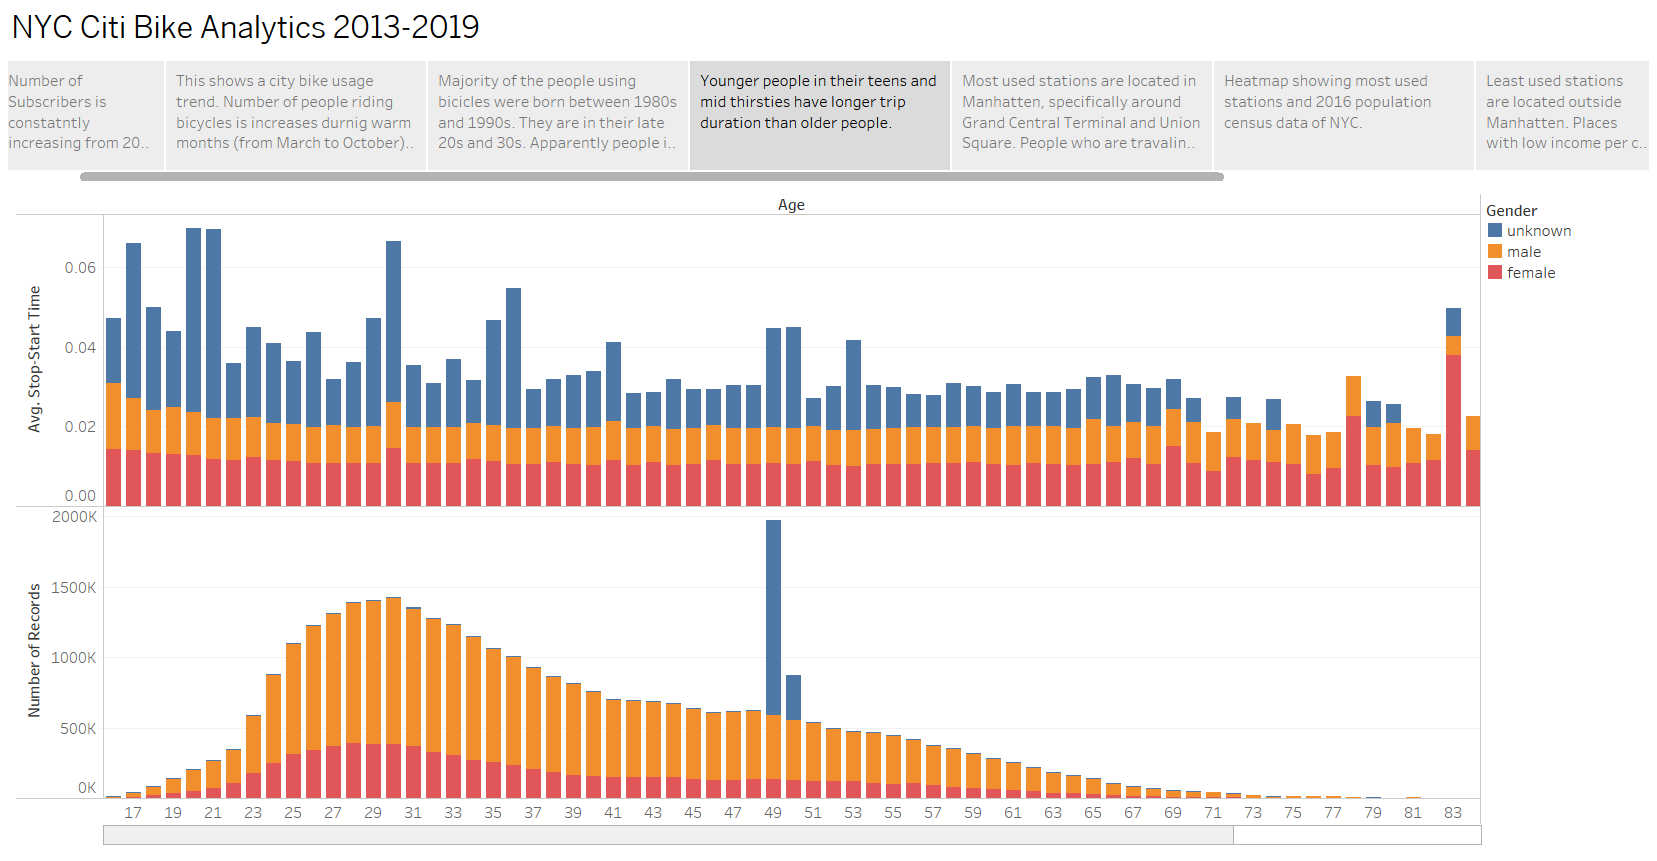 NYC Citi Bike Analytics 2013-2019
Number of
Subscribers is
constatntly
increasing from 20..
This shows a city bike usage
trend. Number of people riding
bicycles is increases durnig warm
months (from March to October)..
Majority of the people using
bicicles were born between 1980s
and 1990s. They are in their late
20s and 30s. Apparently people i..
Younger people in their teens and
mid thirsties have longer trip
duration than older people.
Most used stations are located in
Manhatten, specifically around
Grand Central Terminal and Union
Square. People who are travalin..
Heatmap showing most used
stations and 2016 population
census data of NYC.
Least used stations
are located outside
Manhatten. Places
with low income per c..
Age
Gender
unknown
male
female
Avg. Stop-Start Time
0.06
0.04
0.02
0.00
Number of Records
2000K
1500K
1000K
500K
0K
17 19 21 23 25 27 29 31 33 35 37 39 41 43 45 47 49 51 53 55 57 59 61 63 65 67 69 71 73 75 77 79 81 83